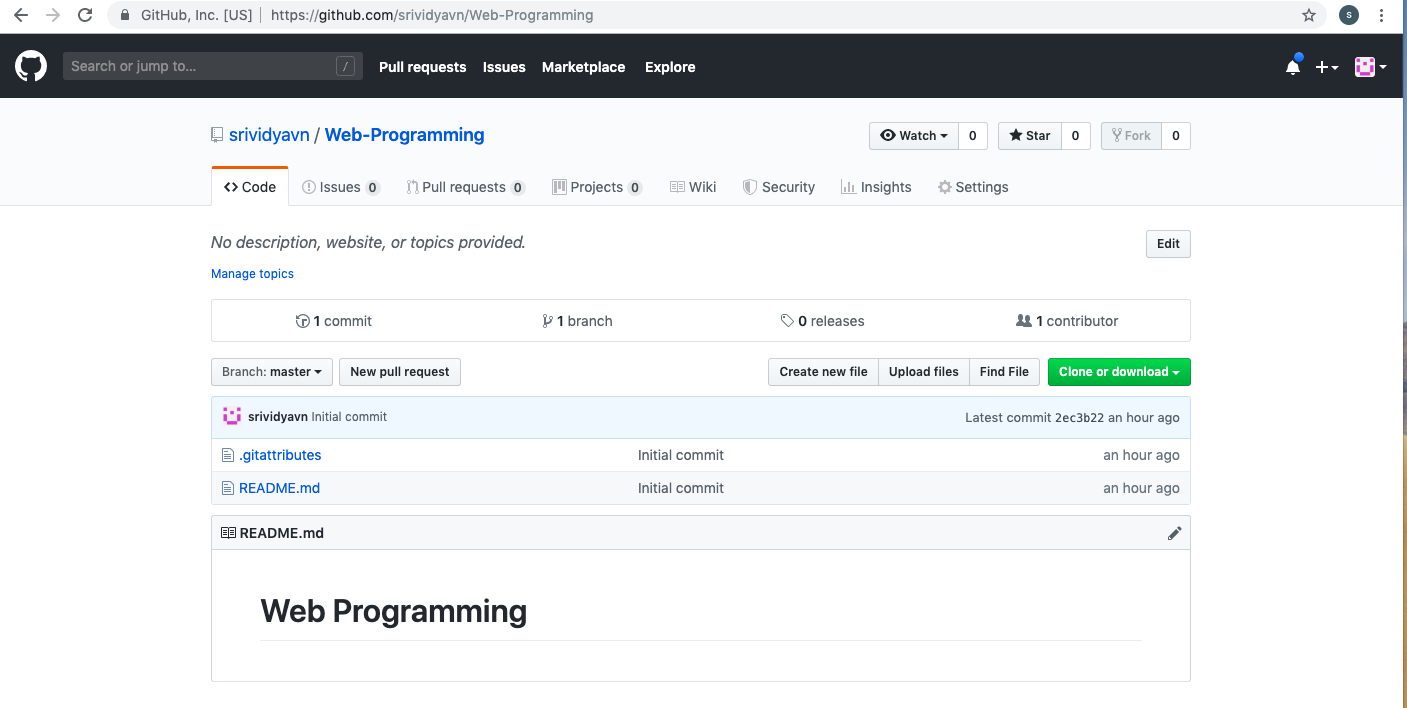 GitHub, Inc. [US] https://github.com/srividyavn/Web-Programming s
Search or jump to... / Pull requests Issues Marketplace Explore
srividyavn / Web-Programming Watch 0 Star 0 Fork 0
Code Issues 0 Pull requests 0 Projects 0 Wiki Security Insights Settings
No description, website, or topics provided. Edit
Manage topics
1 commit 1 branch 0 releases 1 contributor
Branch: master New pull request Create new file Upload files Find File Clone or download
srividyavn Initial commit Latest commit 2ec3b22 an hour ago
.gitattributes Initial commit an hour ago
README.md Initial commit an hour ago
README.md
Web Programming